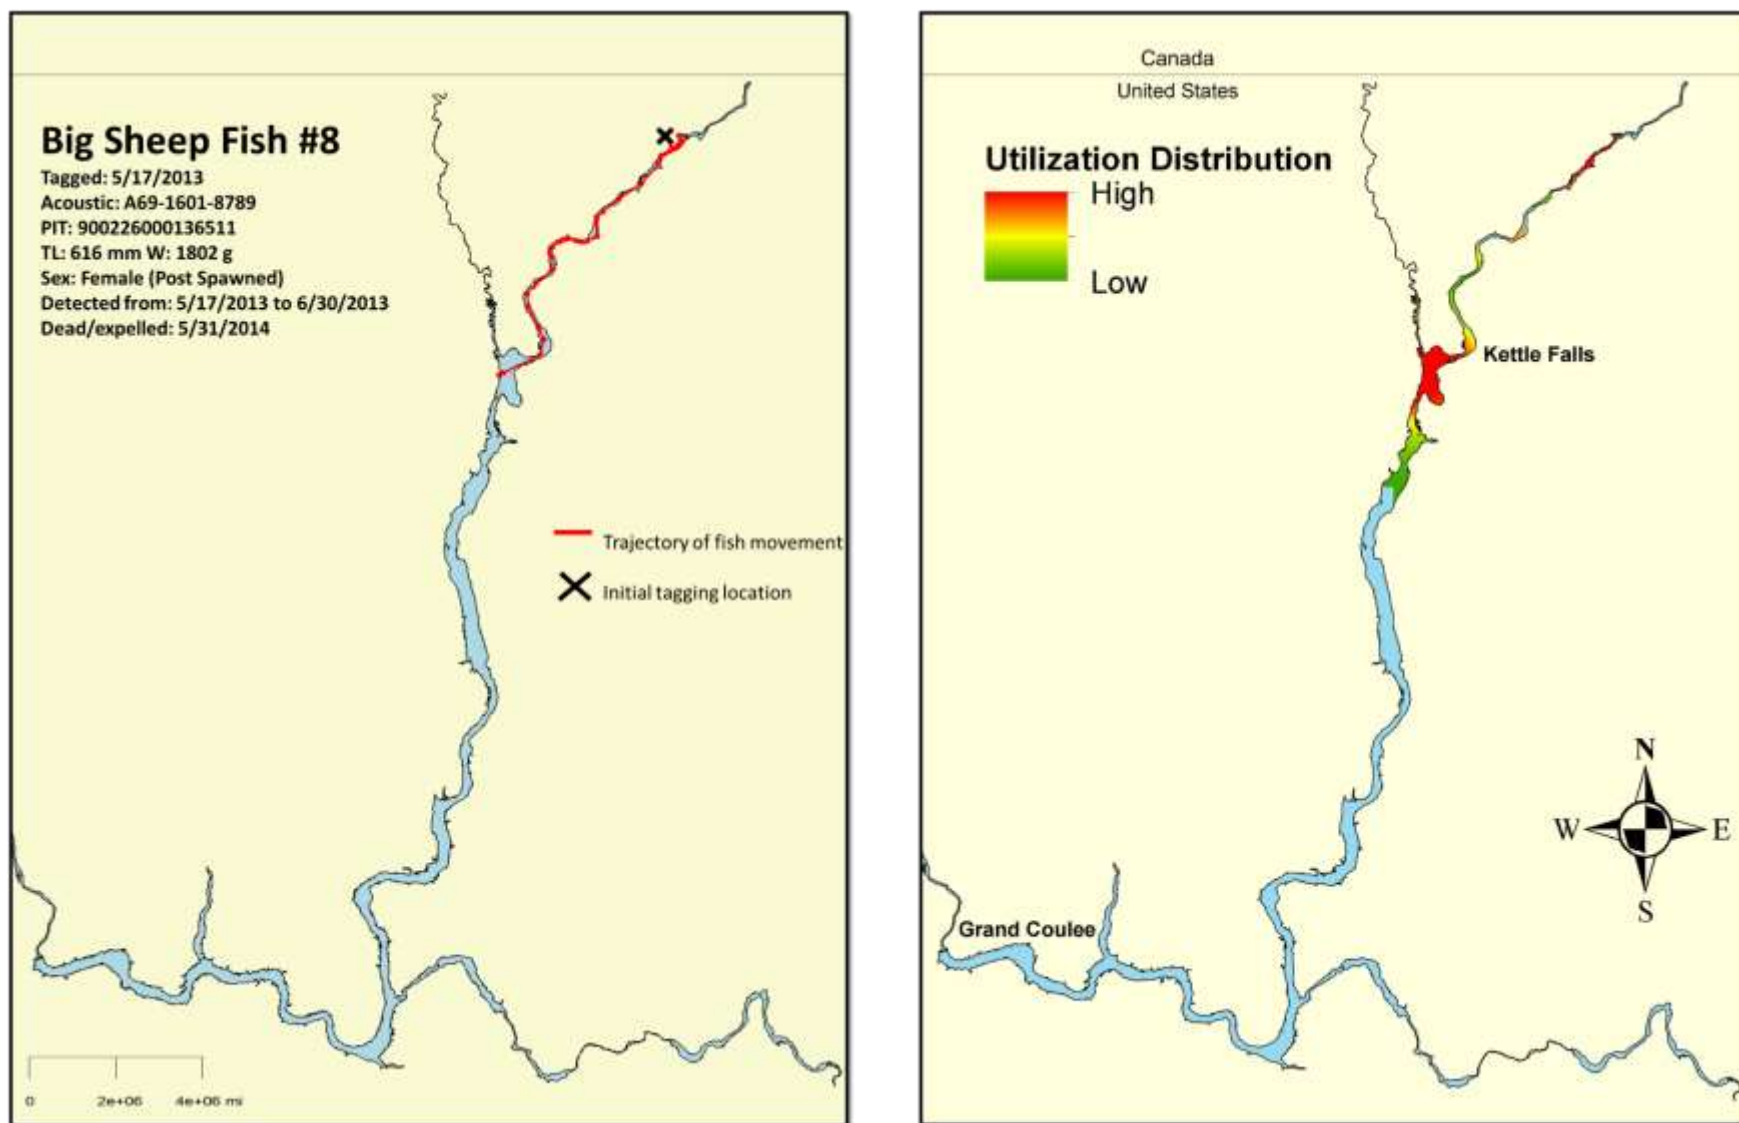 Big Sheep Fish #8
Tagged: 5/17/2013
Acoustic: A69-1601-8789
PIT: 900226000136511
TL: 616 mm W: 1802 g
Sex: Female (Post Spawned)
Detected from: 5/17/2013 to 6/30/2013
Dead/expelled: 5/31/2014
Trajectory of fish movement
Initial tagging location
0 2e+06 4e+06 mi
Canada
United States
Utilization Distribution
High
Low
Kettle Falls
Grand Coulee
N
W E
S